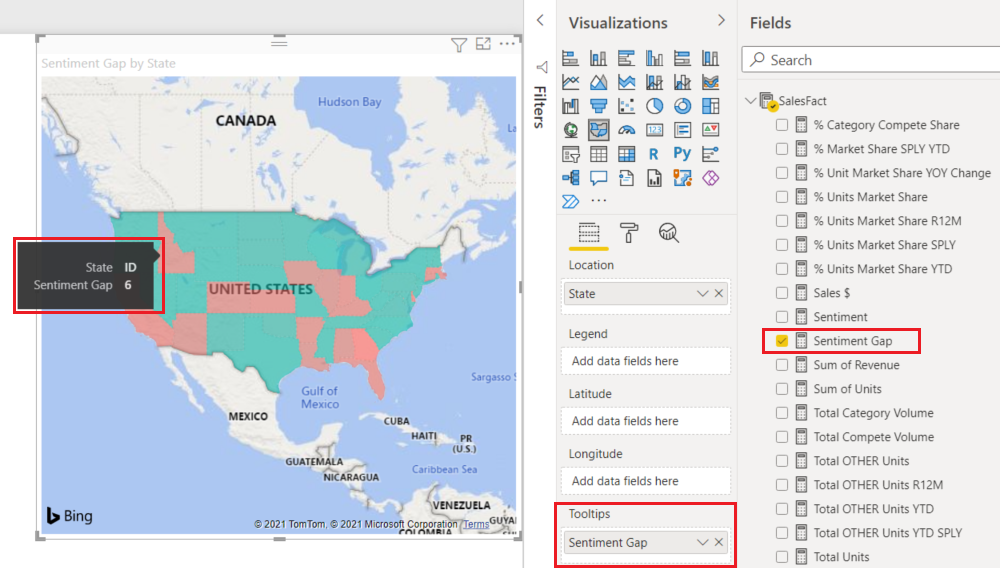 Sentiment Gap by State
Hudson Bay
CANADA
State ID
Sentiment Gap 6
UNITED STATES
Gulf of
Mexico
MEXICO
Sargasso S
CUBA
HAITI
PR
(U.S.)
GUATEMALA
NICARAGUA
Caribbean Sea
VENEZUELA
GUYA
COLOMBIA
Bing
© 2021 TomTom, © 2021 Microsoft Corporation Terms
Filters
Visualizations
123
R
Py
Location
State
Legend
Add data fields here
Latitude
Add data fields here
Longitude
Add data fields here
Tooltips
Sentiment Gap
Fields
Search
SalesFact
% Category Compete Share
% Market Share SPLY YTD
% Unit Market Share YOY Change
% Units Market Share
% Units Market Share R12M
% Units Market Share SPLY
% Units Market Share YTD
Sales $
Sentiment
Sentiment Gap
Sum of Revenue
Sum of Units
Total Category Volume
Total Compete Volume
Total OTHER Units
Total OTHER Units R12M
Total OTHER Units YTD
Total OTHER Units YTD SPLY
Total Units